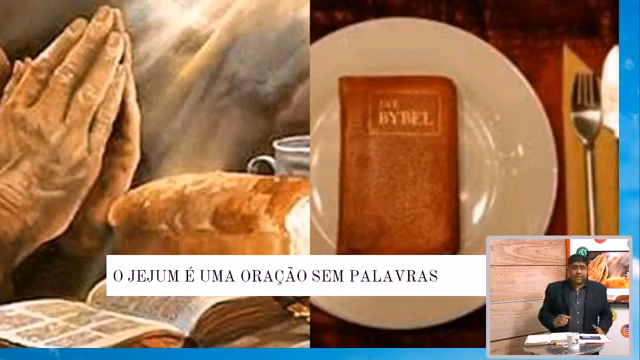 DIE
BYBEL
O JEJUM É UMA ORAÇÃO SEM PALAVRAS